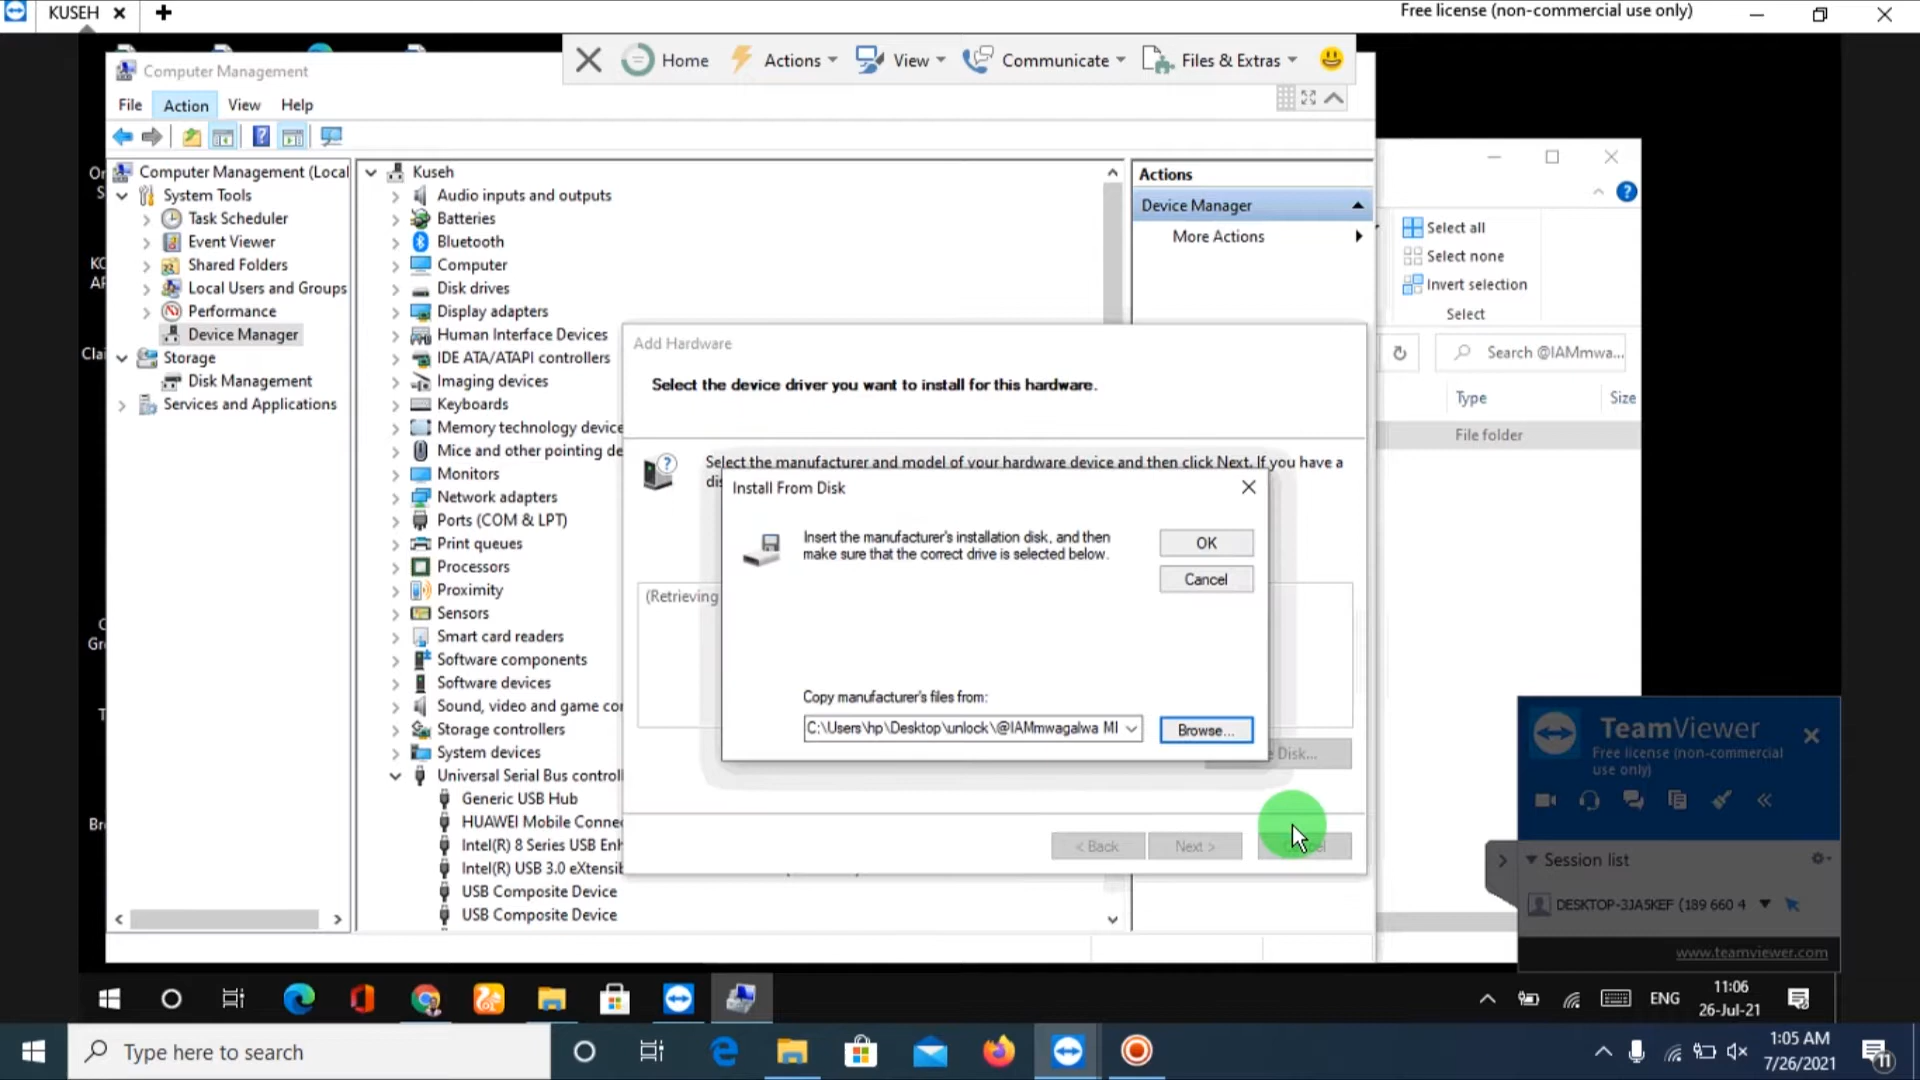 KUSEH
Free license (non-commercial use only)
Home
Actions
View
Communicate
Files & Extras
Computer Management
File
Action
View
Help
Computer Management (Local
System Tools
Task Scheduler
Event Viewer
Shared Folders
Local Users and Groups
Performance
Device Manager
Storage
Disk Management
Services and Applications
Kuseh
Audio inputs and outputs
Batteries
Bluetooth
Computer
Disk drives
Display adapters
Human Interface Devices
IDE ATA/ATAPI controllers
Imaging devices
Keyboards
Memory technology device
Mice and other pointing de
Monitors
Network adapters
Ports (COM & LPT)
Print queues
Processors
Proximity
Sensors
Smart card readers
Software components
Software devices
Sound, video and game co
Storage controllers
System devices
Universal Serial Bus controll
Generic USB Hub
HUAWEI Mobile Conne
Intel(R) 8 Series USB Enh
Intel(R) USB 3.0 eXtensi
USB Composite Device
USB Composite Device
Actions
Device Manager
More Actions
Select all
Select none
Invert selection
Select
Search @IAMmwa...
Type
Size
File folder
Add Hardware
Select the device driver you want to install for this hardware.
Select the manufacturer and model of your hardware device and then click Next. If you have a
(Retrieving
Install From Disk
Insert the manufacturer's installation disk, and then
make sure that the correct drive is selected below.
OK
Cancel
Copy manufacturer's files from:
C:\Users\hp\Desktop\unlock\@IAMmwagalwa MI
Browse...
Disk...
< Back
Next >
TeamViewer
Free license (non-commercial
use only)
Session list
DESKTOP-3JA5KEF (189 660 4
www.teamviewer.com
ENG
11:06
26-Jul-21
Type here to search
1:05 AM
7/26/2021
11